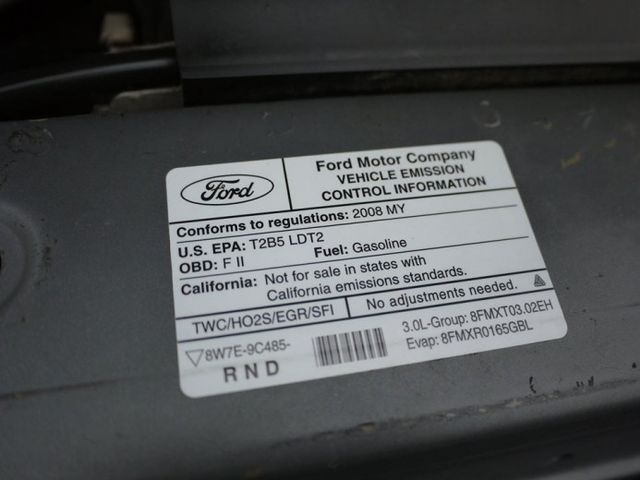 Ford
Ford Motor Company
VEHICLE EMISSION
CONTROL INFORMATION
Conforms to regulations: 2008 MY
U.S. EPA: T2B5 LDT2
OBD: F II Fuel: Gasoline
California: Not for sale in states with
California emissions standards.
TWC/HO2S/EGR/SFI No adjustments needed.
8W7E-9C485-
RND
3.0L-Group: 8FMXT03.02EH
Evap: 8FMXR0165GBL